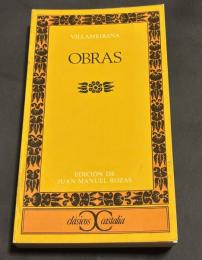 VILLAMEDIANA
OBRAS
EDICIÓN DE
JUAN MANUEL ROZAS
clásicos castalia